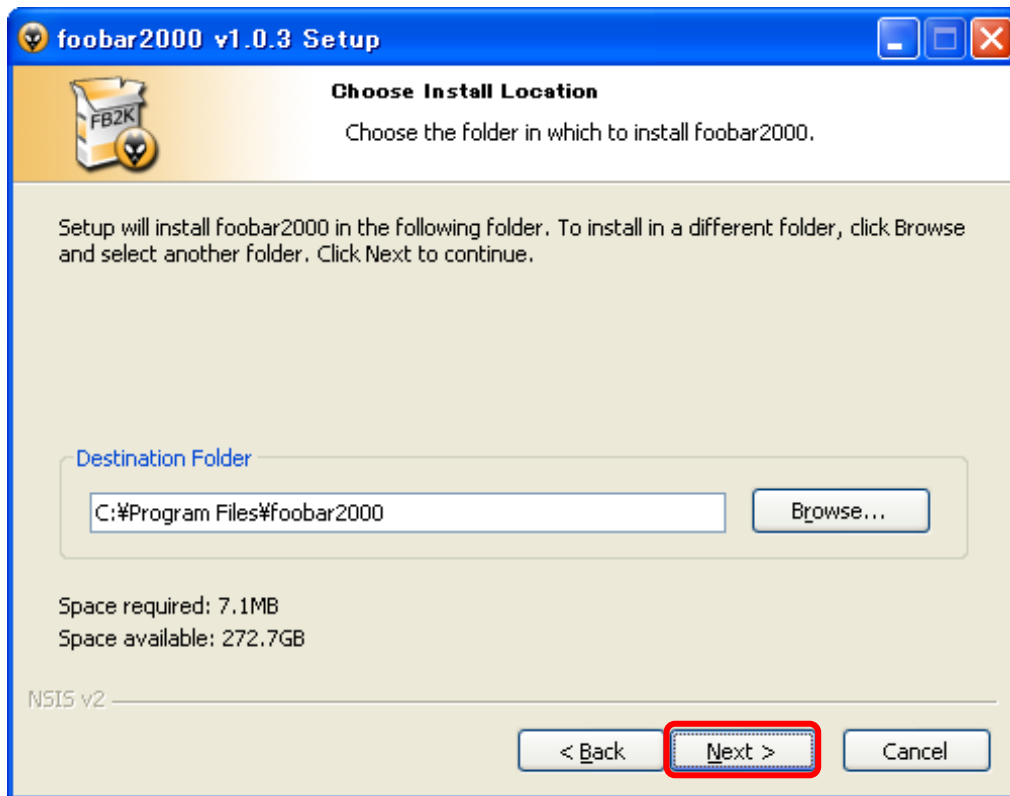 foobar2000 v1.0.3 Setup
FB2K
Choose Install Location
Choose the folder in which to install foobar2000.
Setup will install foobar2000 in the following folder. To install in a different folder, click Browse
and select another folder. Click Next to continue.
Destination Folder
C:¥Program Files¥foobar2000
Browse...
Space required: 7.1MB
Space available: 272.7GB
NSIS v2
< Back
Next >
Cancel